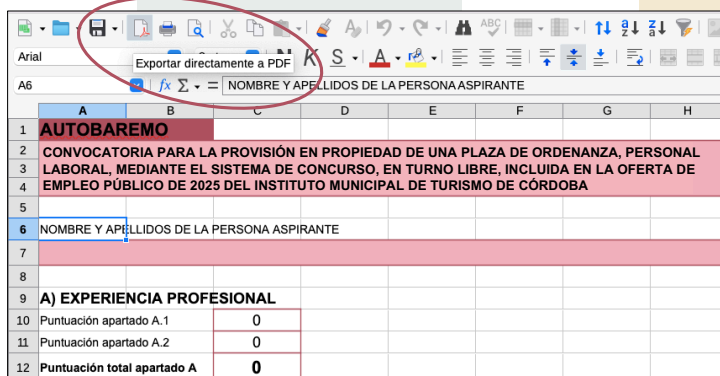 Exportar directamente a PDF
Arial
A6
fx Σ = NOMBRE Y APELLIDOS DE LA PERSONA ASPIRANTE
A B C D E F G H
1 AUTOBAREMO
2 CONVOCATORIA PARA LA PROVISIÓN EN PROPIEDAD DE UNA PLAZA DE ORDENANZA, PERSONAL
3 LABORAL, MEDIANTE EL SISTEMA DE CONCURSO, EN TURNO LIBRE, INCLUIDA EN LA OFERTA DE
4 EMPLEO PÚBLICO DE 2025 DEL INSTITUTO MUNICIPAL DE TURISMO DE CÓRDOBA
5
6 NOMBRE Y APELLIDOS DE LA PERSONA ASPIRANTE
7
8
9 A) EXPERIENCIA PROFESIONAL
10 Puntuación apartado A.1 0
11 Puntuación apartado A.2 0
12 Puntuación total apartado A 0